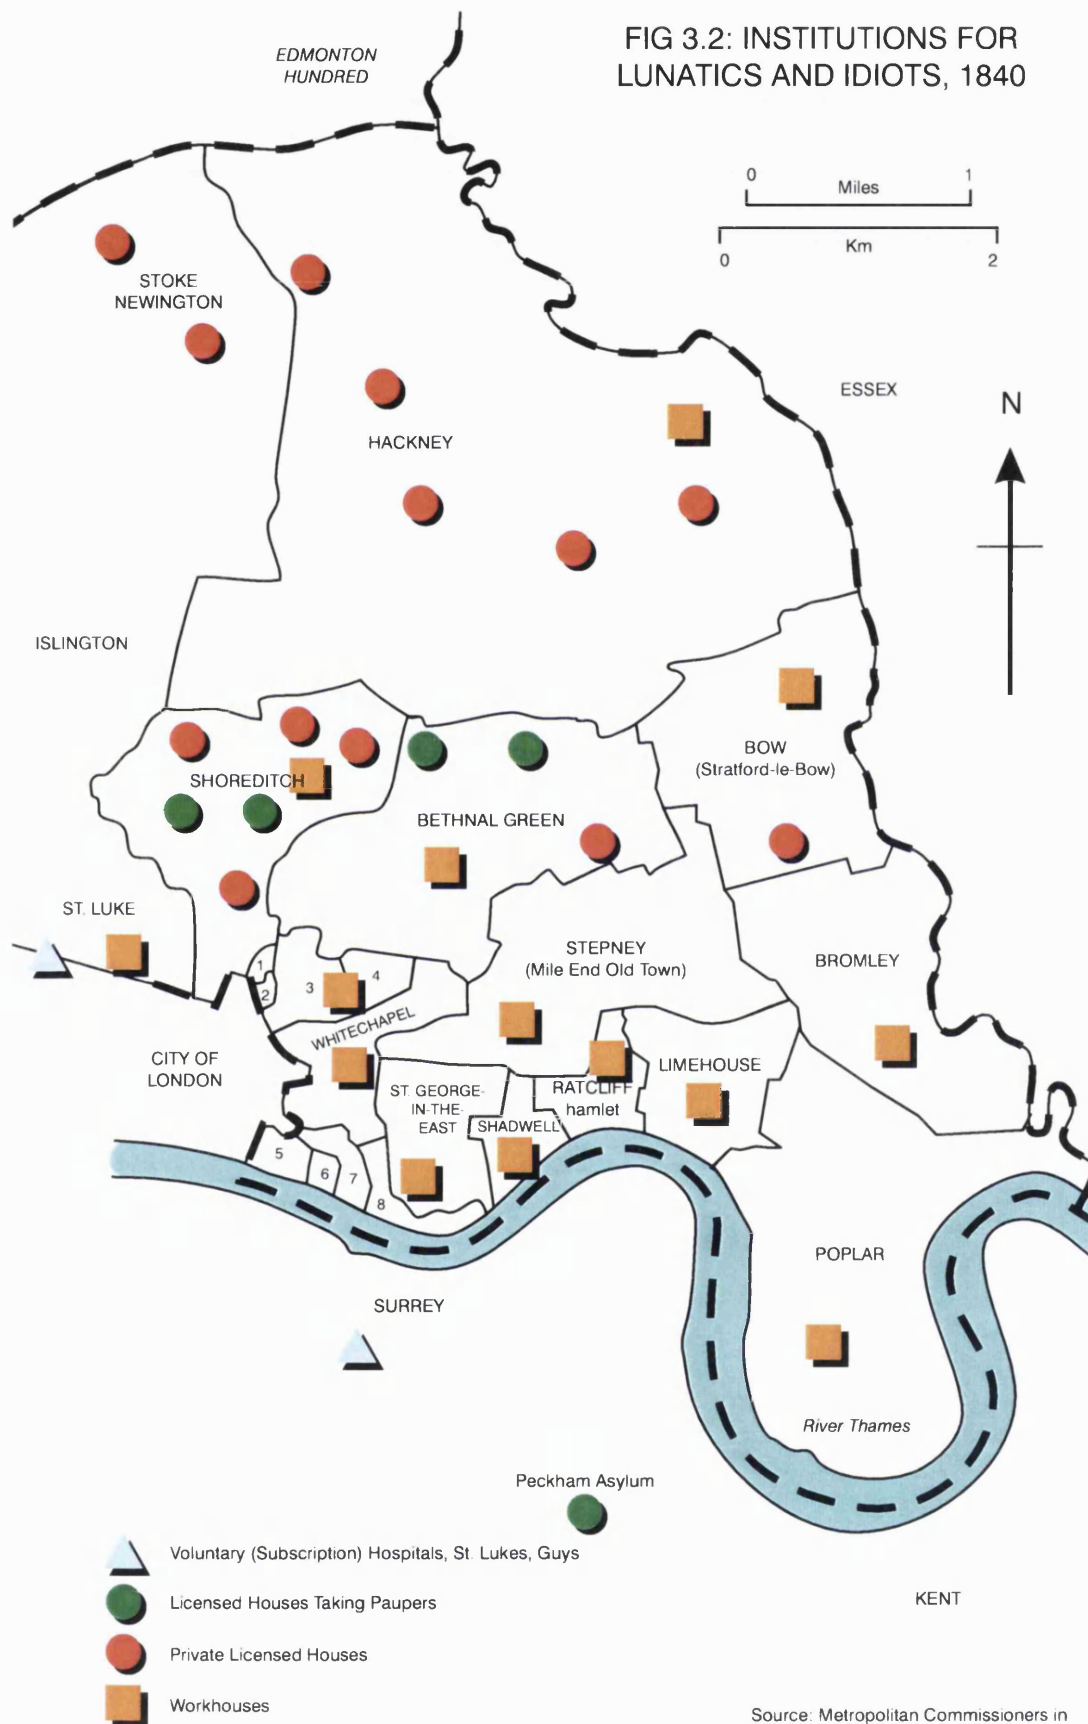 FIG 3.2: INSTITUTIONS FOR
LUNATICS AND IDIOTS, 1840
EDMONTON
HUNDRED
0 1
Miles
Km
0 2
STOKE
NEWINGTON
ESSEX
N
HACKNEY
ISLINGTON
BOW
(Stratford-le-Bow)
SHOREDITCH
BETHNAL GREEN
ST. LUKE
STEPNEY
(Mile End Old Town)
BROMLEY
1
2
3
4
WHITECHAPEL
CITY OF
LONDON
LIMEHOUSE
ST. GEORGE-
IN-THE-
EAST
RATCLIFF
hamlet
SHADWELL
5
6
7
8
POPLAR
SURREY
River Thames
Peckham Asylum
Voluntary (Subscription) Hospitals, St. Lukes, Guys
Licensed Houses Taking Paupers
KENT
Private Licensed Houses
Workhouses
Source: Metropolitan Commissioners in